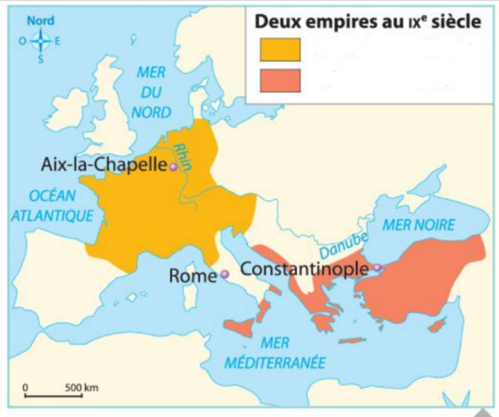 Deux empires au IXe siècle
Nord
O
E
S
MER
DU
NORD
Aix-la-Chapelle
Rhin
OCÉAN
ATLANTIQUE
MER NOIRE
Danube
Rome
Constantinople
MER
MÉDITERRANÉE
0
500 km